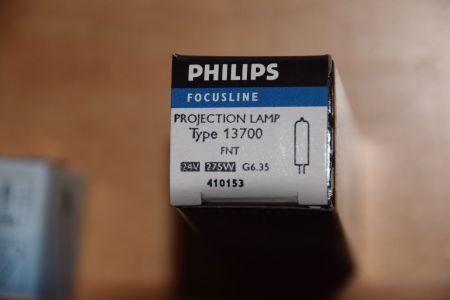 PHILIPS
FOCUSLINE
PROJECTION LAMP
Type 13700
FNT
24V 275W G6.35
410153